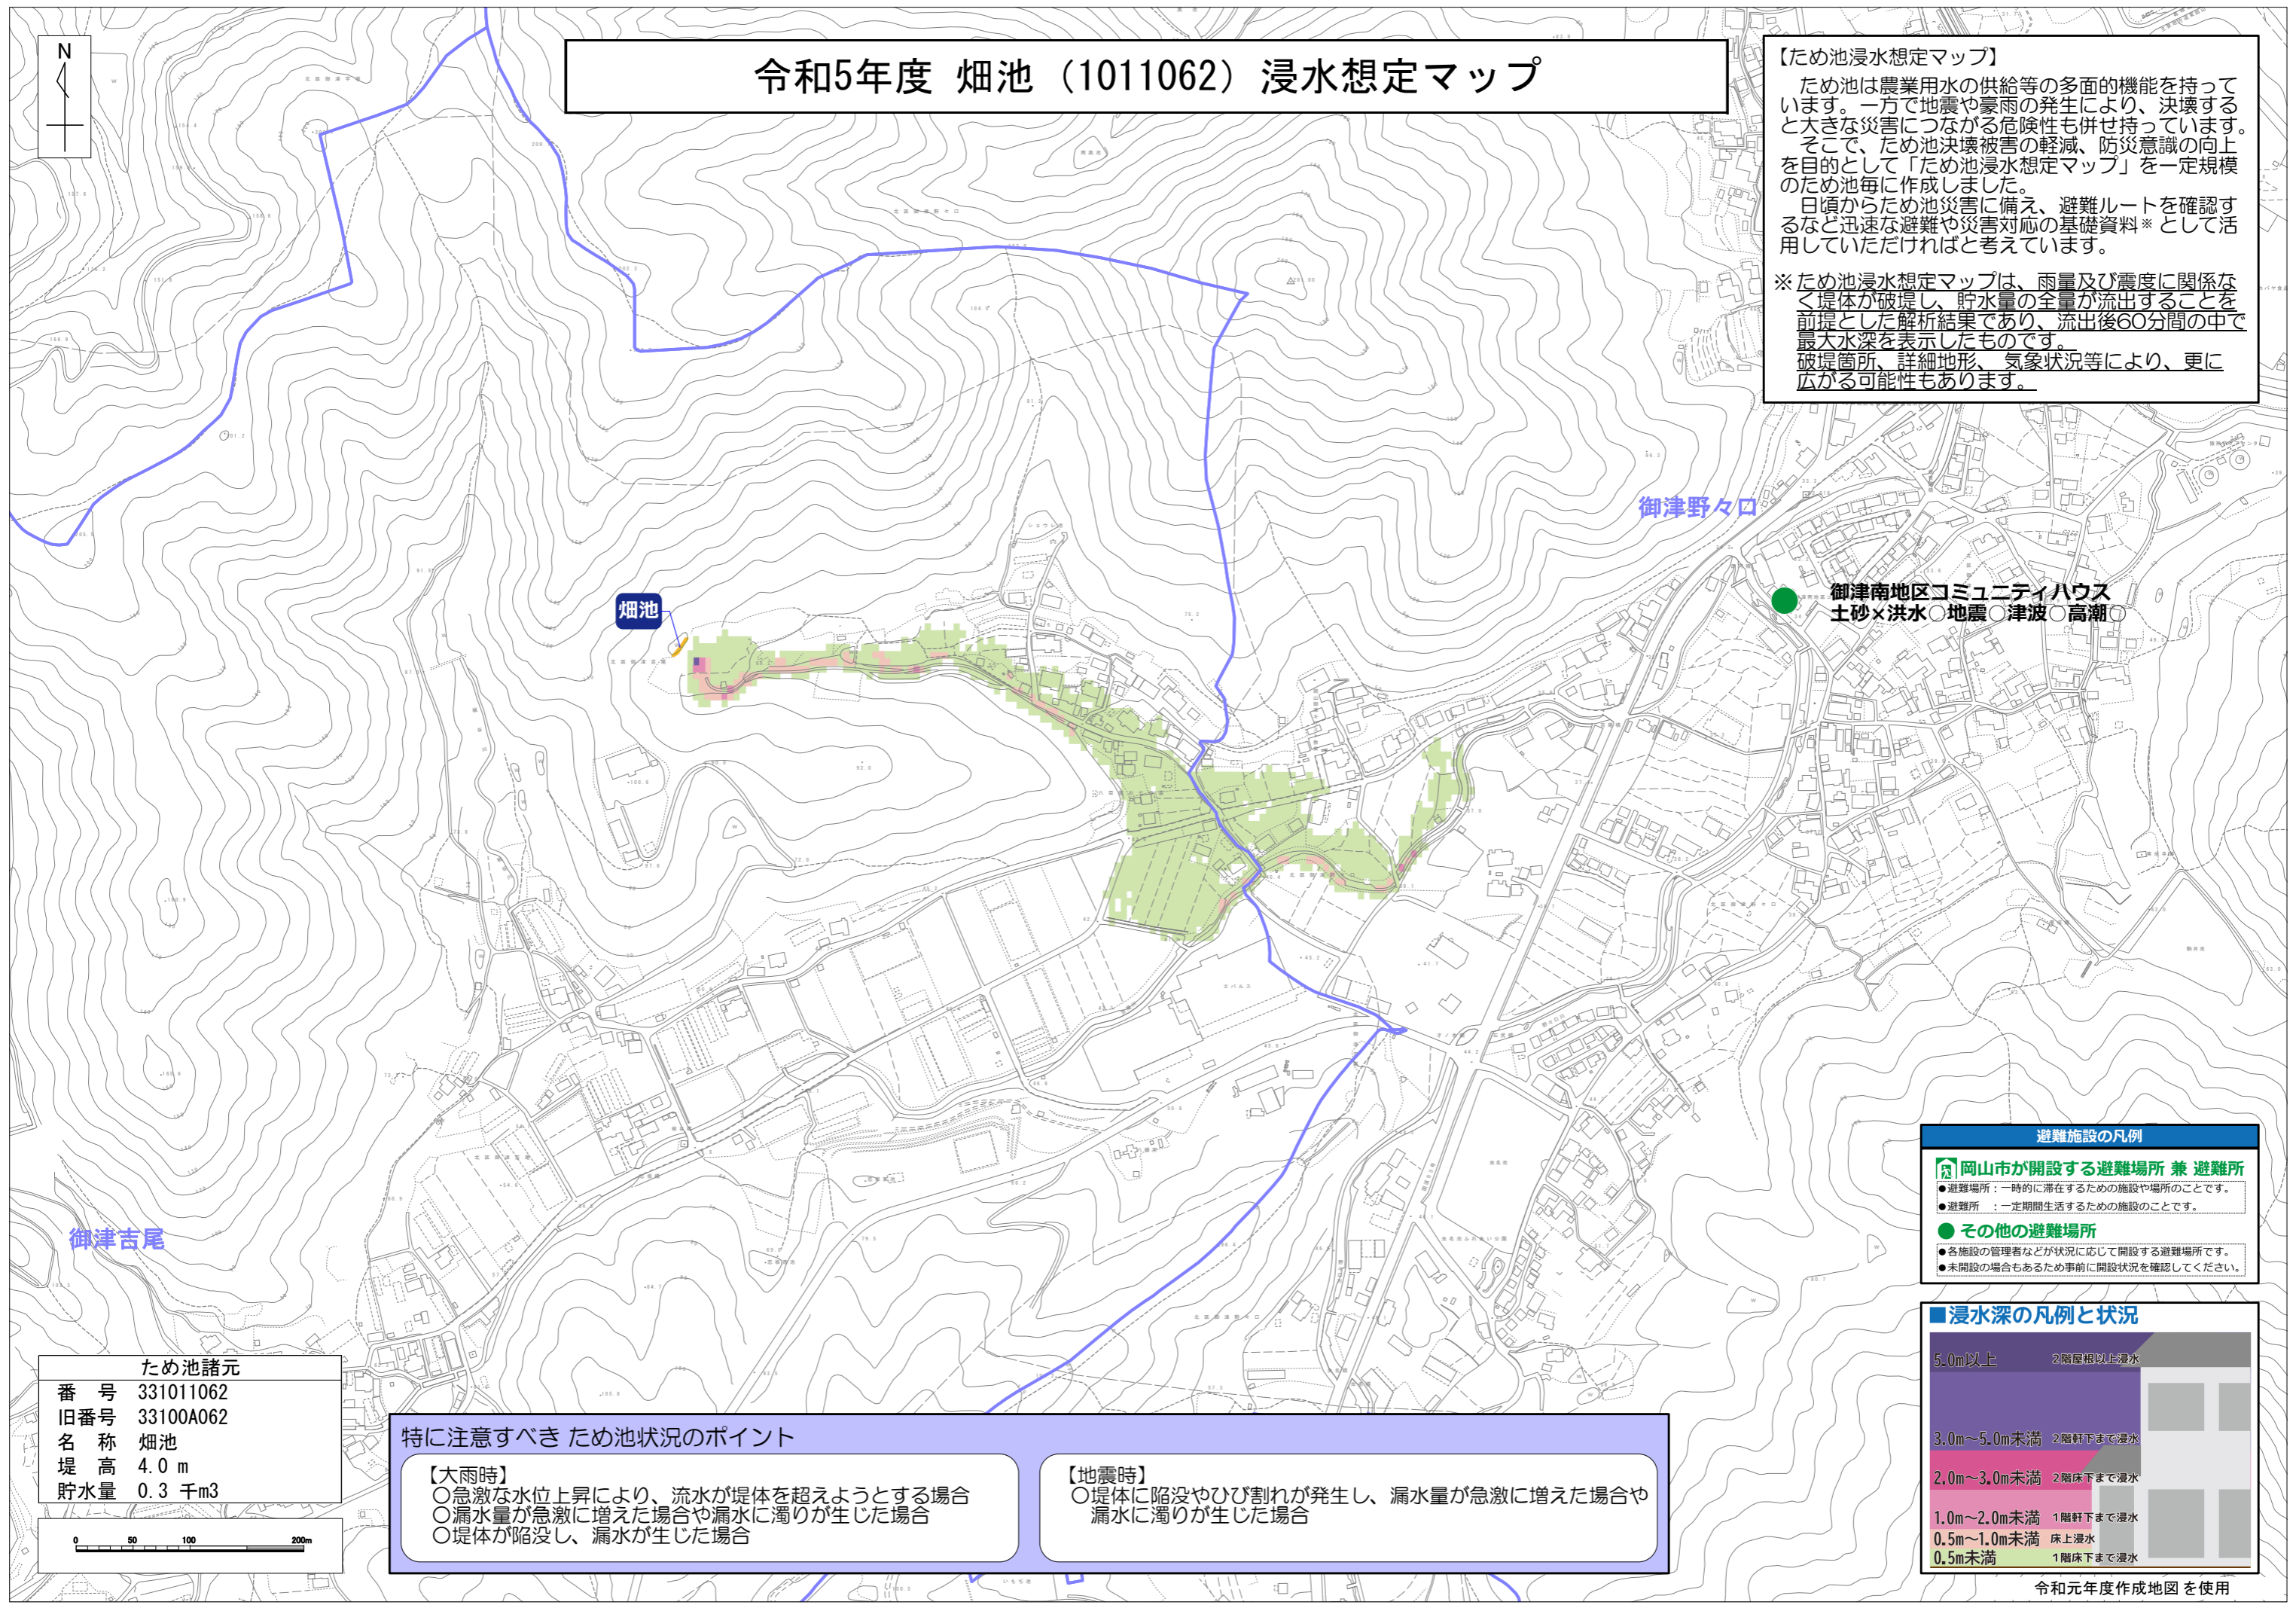 N
令和5年度 畑池（1011062）浸水想定マップ
【ため池浸水想定マップ】
ため池は農業用水の供給等の多面的機能を持って
います。一方で地震や豪雨の発生により、決壊する
と大きな災害につながる危険性も併せ持っています。
そこで、ため池決壊被害の軽減、防災意識の向上
を目的として「ため池浸水想定マップ」を一定規模
のため池毎に作成しました。
日頃からため池災害に備え、避難ルートを確認す
るなど迅速な避難や災害対応の基礎資料※として活
用していただければと考えています。
※ため池浸水想定マップは、雨量及び震度に関係な
く堤体が破堤し、貯水量の全量が流出することを
前提とした解析結果であり、流出後60分間の中で
最大水深を表示したものです。
破堤箇所、詳細地形、気象状況等により、更に
広がる可能性もあります。
御津野々口
畑池
御津南地区コミュニティハウス
土砂×洪水○地震○津波○高潮○
エバルス
御津吉尾
避難施設の凡例
岡山市が開設する避難場所 兼 避難所
●避難場所：一時的に滞在するための施設や場所のことです。
●避難所　：一定期間生活するための施設のことです。
● その他の避難場所
●各施設の管理者などが状況に応じて開設する避難場所です。
●未開設の場合もあるため事前に開設状況を確認してください。
■浸水深の凡例と状況
5.0m以上 2階屋根以上浸水
3.0m～5.0m未満 2階軒下まで浸水
2.0m～3.0m未満 2階床下まで浸水
1.0m～2.0m未満 1階軒下まで浸水
0.5m～1.0m未満 床上浸水
0.5m未満 1階床下まで浸水
令和元年度作成地図を使用
ため池諸元
番　号 331011062
旧番号 33100A062
名　称 畑池
堤　高 4.0 m
貯水量 0.3 千m3
0 50 100 200m
特に注意すべき ため池状況のポイント
【大雨時】
○急激な水位上昇により、流水が堤体を超えようとする場合
○漏水量が急激に増えた場合や漏水に濁りが生じた場合
○堤体が陥没し、漏水が生じた場合
【地震時】
○堤体に陥没やひび割れが発生し、漏水量が急激に増えた場合や
漏水に濁りが生じた場合